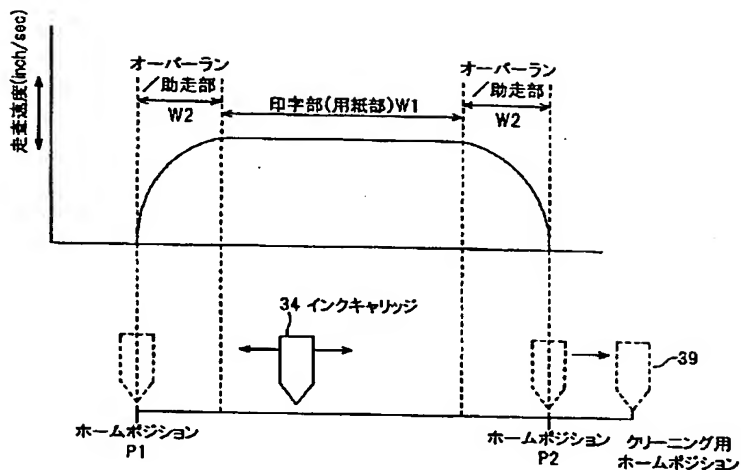 走査速度(inch/sec)
オーバーラン
/助走部
W2
印字部(用紙部)W1
オーバーラン
/助走部
W2
34 インクキャリッジ
39
ホームポジション
P1
ホームポジション
P2
クリーニング用
ホームポジション